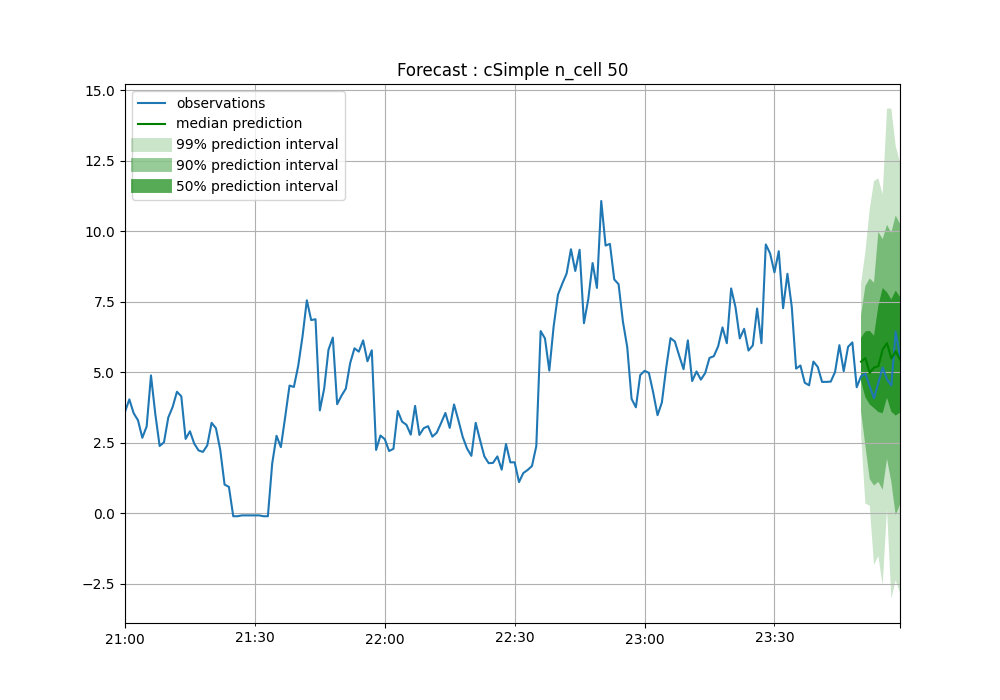 Forecast : cSimple n_cell 50
15.0
12.5
10.0
7.5
5.0
2.5
0.0
−2.5
observations
median prediction
99% prediction interval
90% prediction interval
50% prediction interval
21:00
21:30
22:00
22:30
23:00
23:30